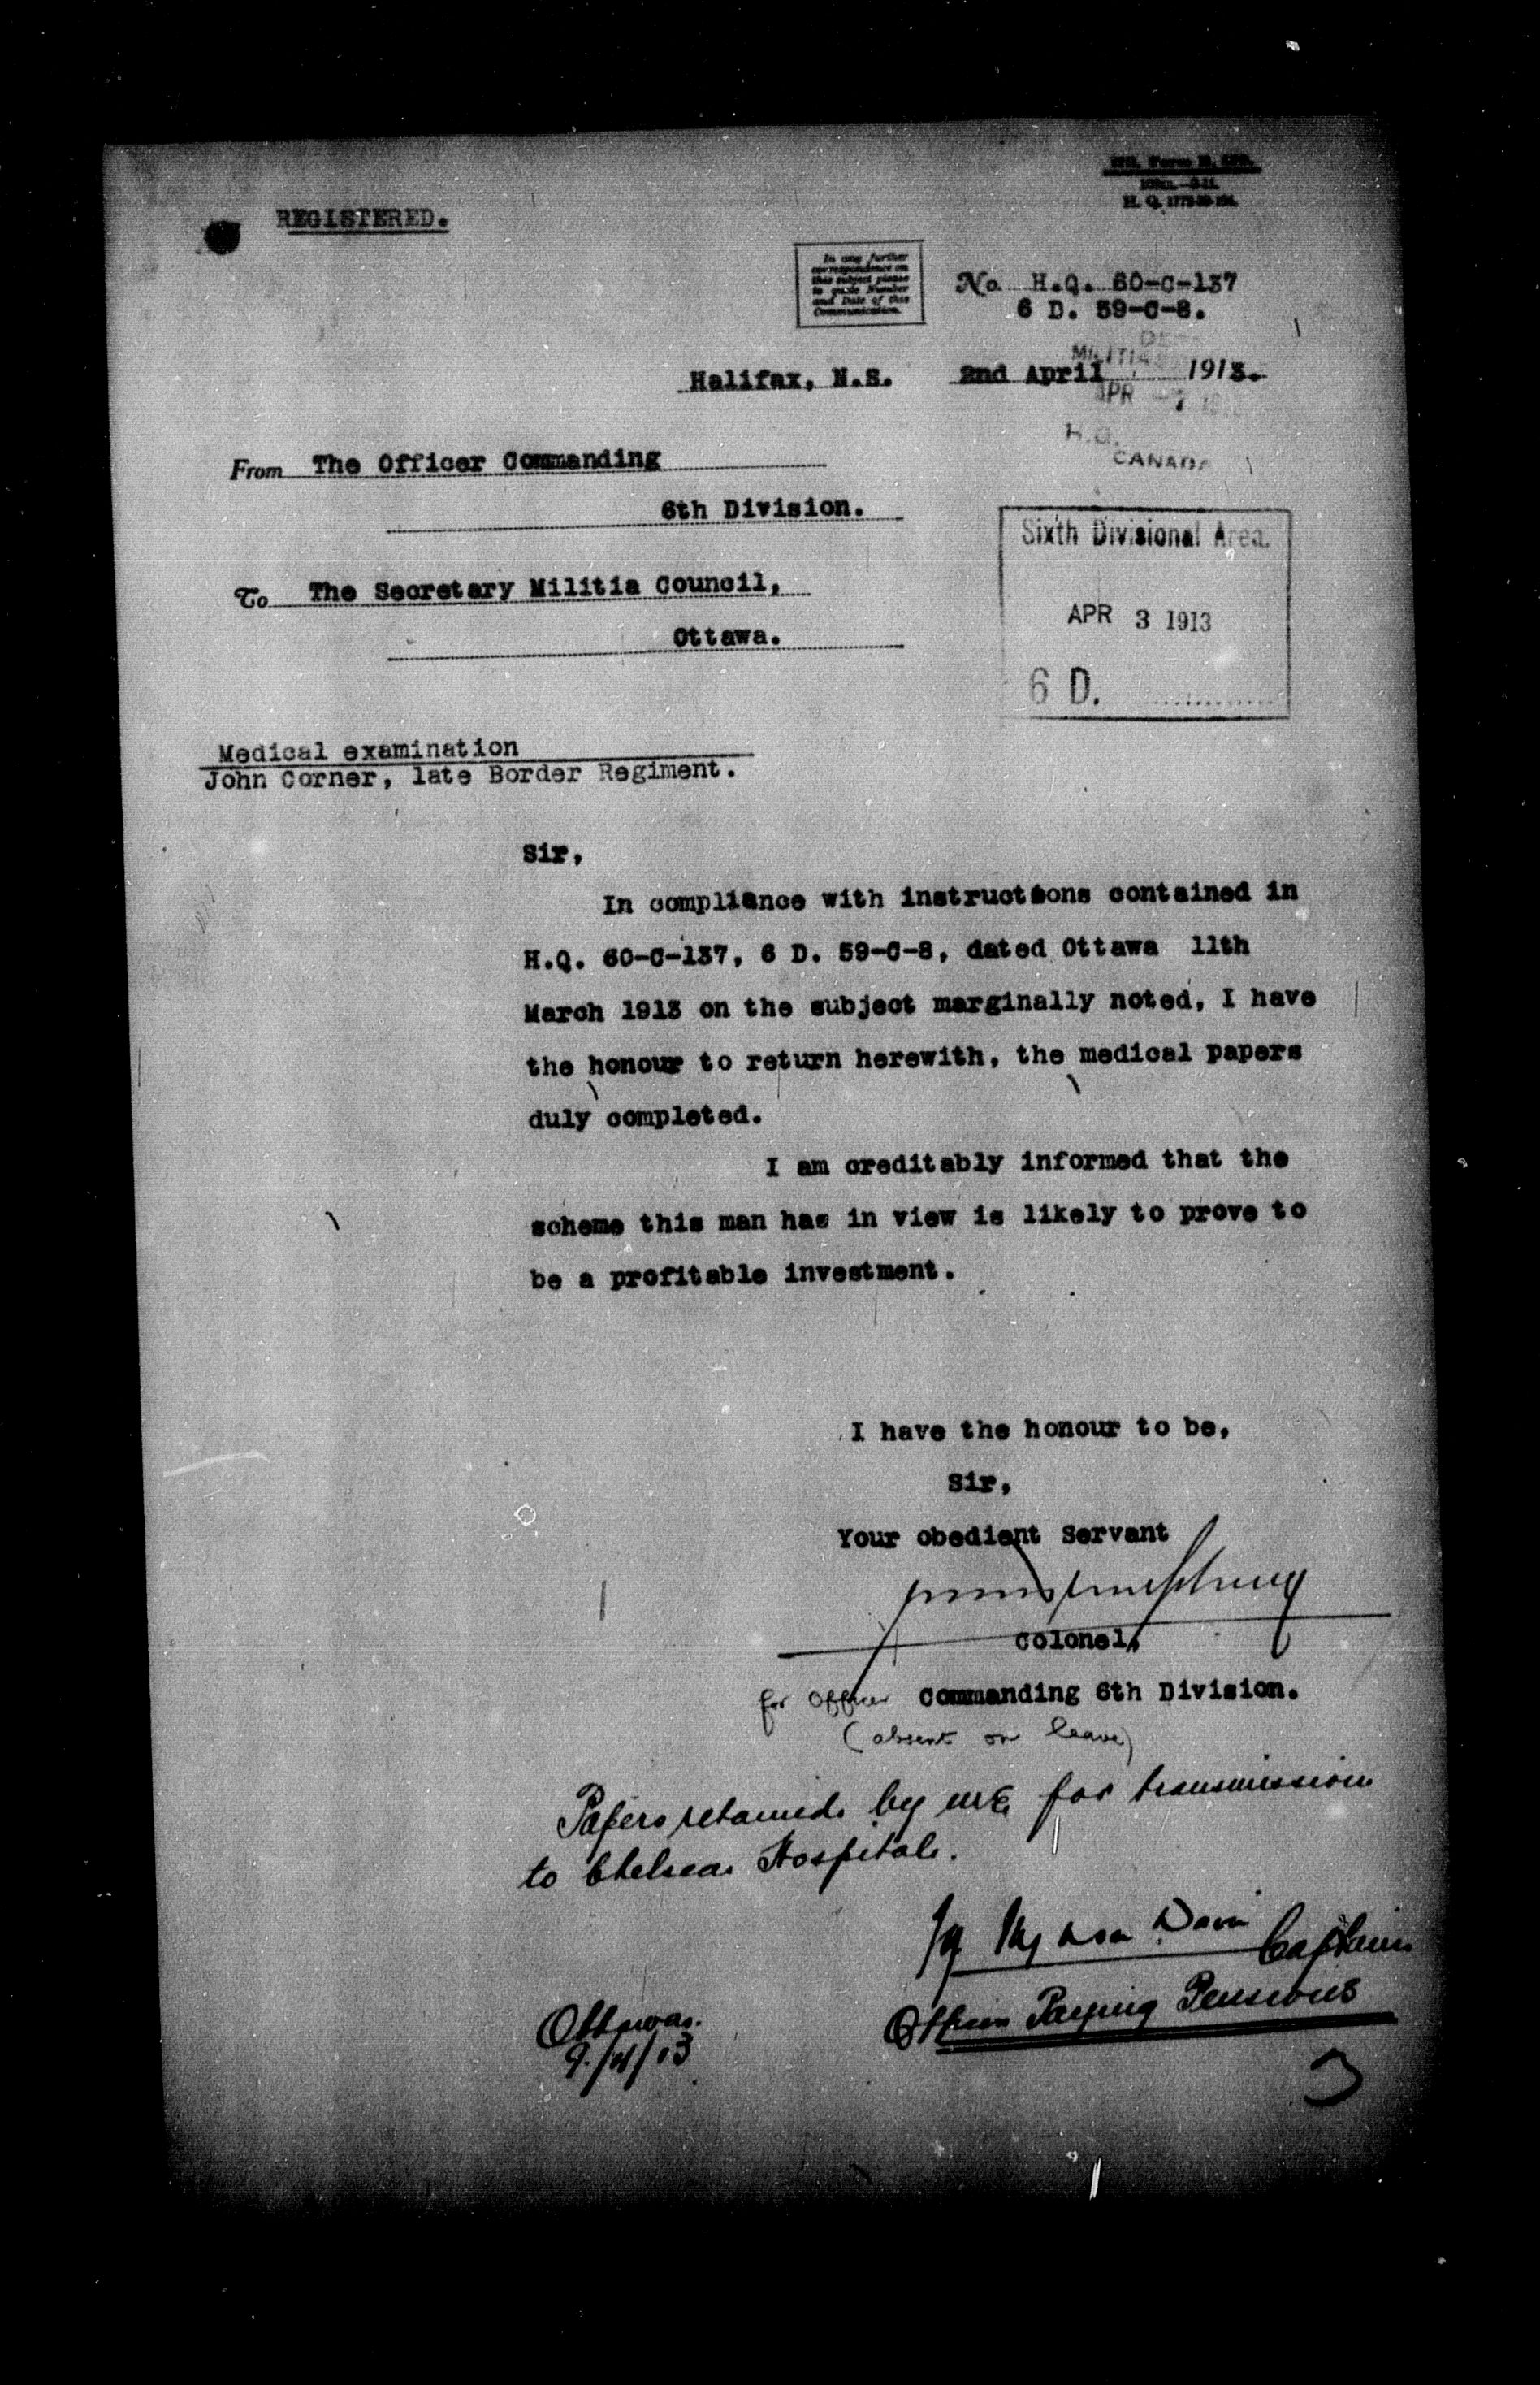 REGISTERED.
H. Q. 1772-39-
In any further
correspondence on
this subject please
to quote Number
and Date of this
Communication.
No. H.Q. 60-C-137
6 D. 59-C-8.
Halifax, N.S. 2nd April 1913.
MILITIA
APR 7
H.Q.
CANADA
From The Officer Commanding
6th Division.
To The Secretary Militia Council,
Ottawa.
Sixth Divisional Area.
APR 3 1913
6 D.
Medical examination
John Corner, late Border Regiment.
Sir,
In compliance with instructions contained in
H.Q. 60-C-137, 6 D. 59-C-8, dated Ottawa 11th
March 1913 on the subject marginally noted, I have
the honour to return herewith, the medical papers
duly completed.
I am creditably informed that the
scheme this man has in view is likely to prove to
be a profitable investment.
I have the honour to be,
Sir,
Your obedient Servant
Colonel,
for Officer Commanding 6th Division.
(absent on leave)
Papers retained by me for transmission
to Chelsea Hospital.
Captain
Officer Paying Pensions
Ottawa.
9/4/13
3